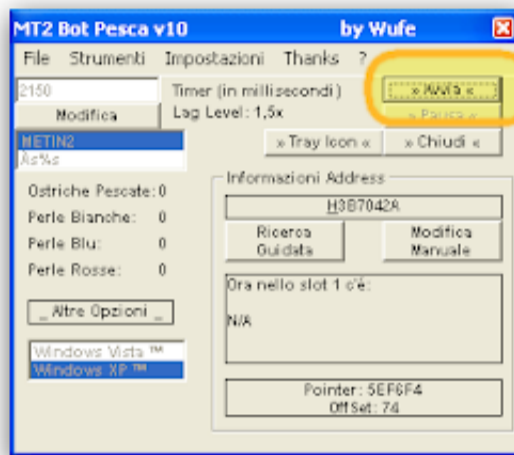 MT2 Bot Pesca v10 by Wufe
File Strumenti Impostazioni Thanks ?
2150
Timer (in millisecondi)
» Avvia «
Modifica
Lag Level: 1,5x
» Pausa «
METIN2
Às%s
» Tray Icon «
» Chiudi «
Ostriche Pescate: 0
Perle Bianche: 0
Perle Blu: 0
Perle Rosse: 0
_ Altre Opzioni _
Windows Vista ™
Windows XP ™
Informazioni Address
H3B7042A
Ricerca
Guidata
Modifica
Manuale
Ora nello slot 1 c'é:
N/A
Pointer: 5EF6F4
OffSet: 74